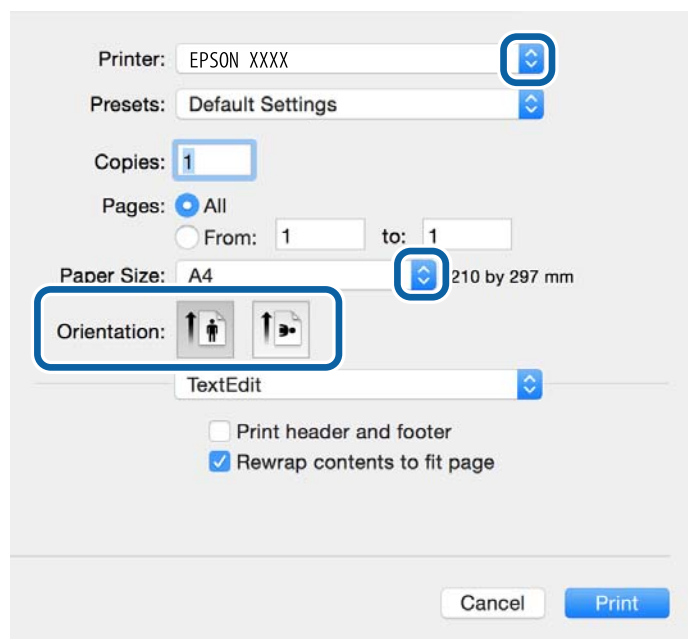 Printer: EPSON XXXX
Presets: Default Settings
Copies: 1
Pages: All
From: 1 to: 1
Paper Size: A4 210 by 297 mm
Orientation:
TextEdit
Print header and footer
Rewrap contents to fit page
Cancel Print